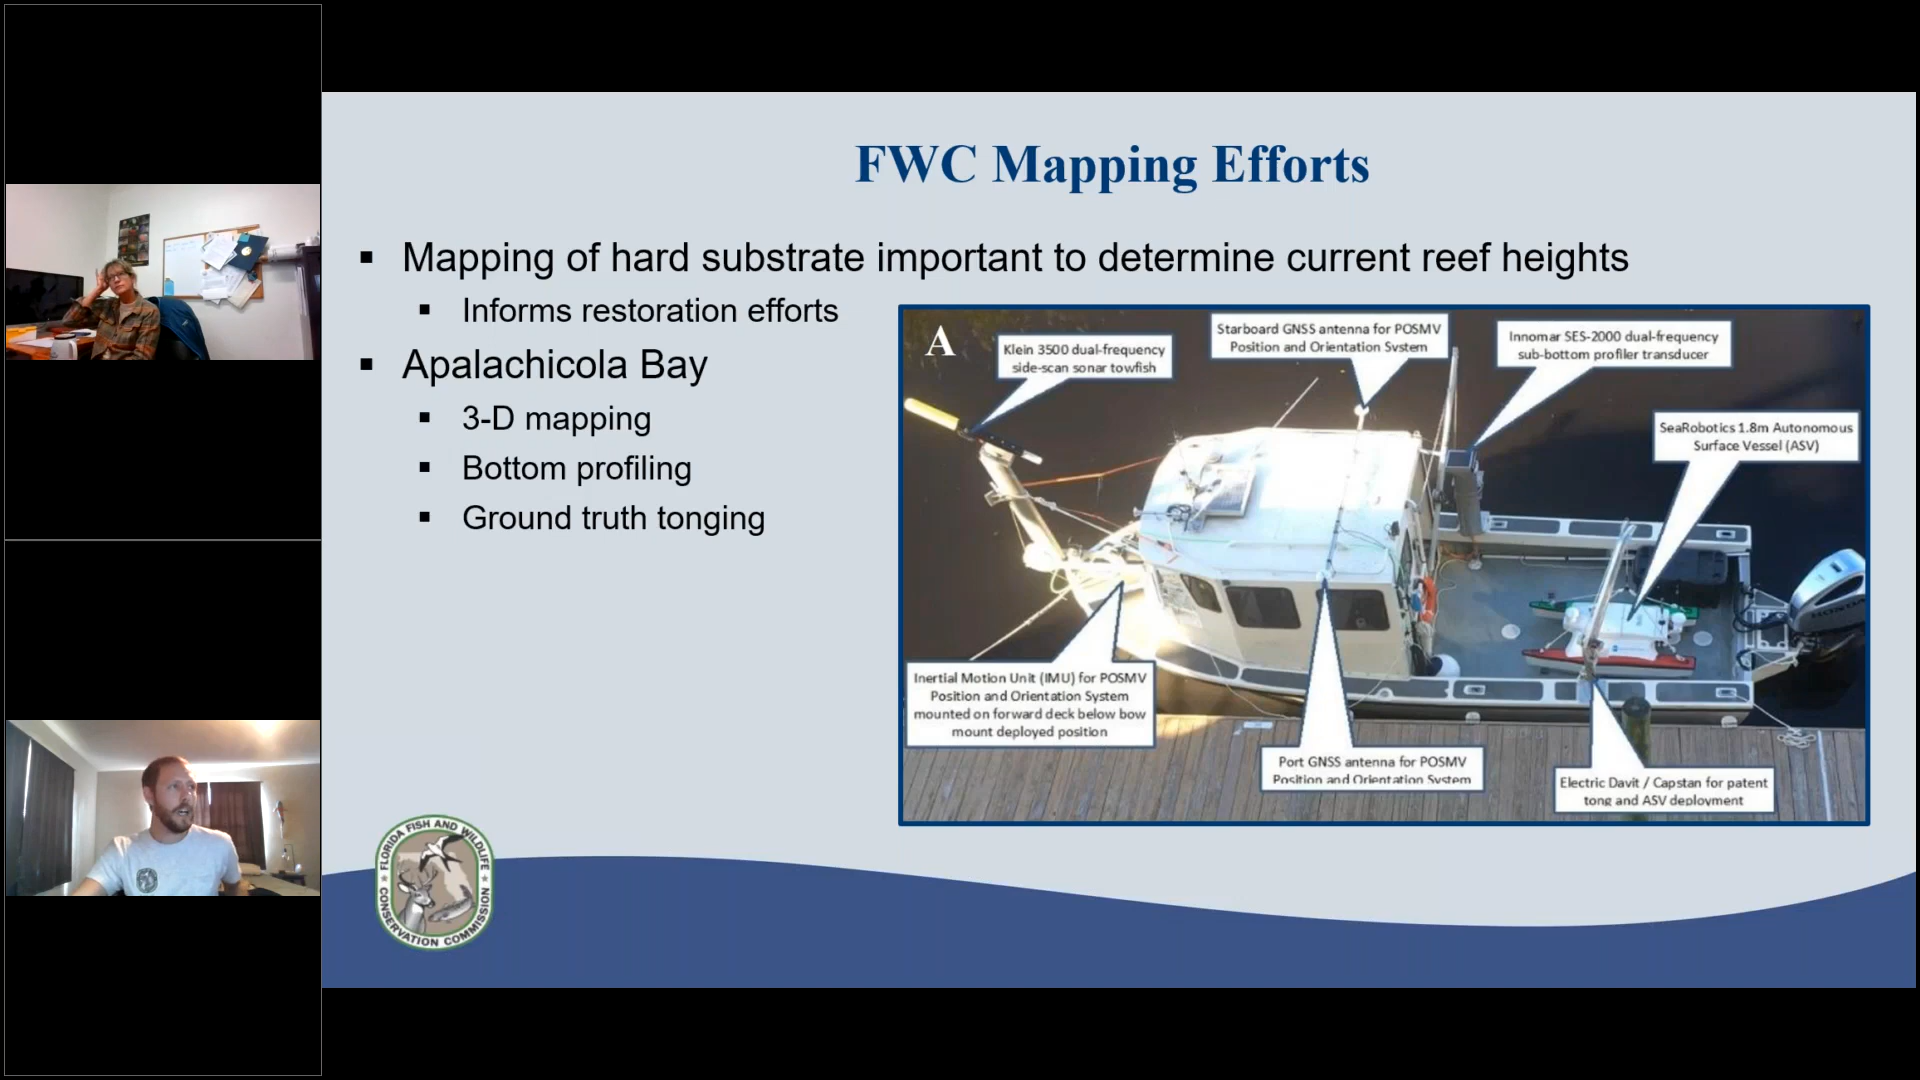 FWC Mapping Efforts
Mapping of hard substrate important to determine current reef heights
Informs restoration efforts
Apalachicola Bay
3-D mapping
Bottom profiling
Ground truth tonging
A
Klein 3500 dual-frequency
side-scan sonar towfish
Starboard GNSS antenna for POSMV
Position and Orientation System
Innomar SES-2000 dual-frequency
sub-bottom profiler transducer
SeaRobotics 1.8m Autonomous
Surface Vessel (ASV)
HONDA
Inertial Motion Unit (IMU) for POSMV
Position and Orientation System
mounted on forward deck below bow
mount deployed position
Port GNSS antenna for POSMV
Position and Orientation System
Electric Davit / Capstan for patent
tong and ASV deployment
FLORIDA FISH AND WILDLIFE
CONSERVATION COMMISSION